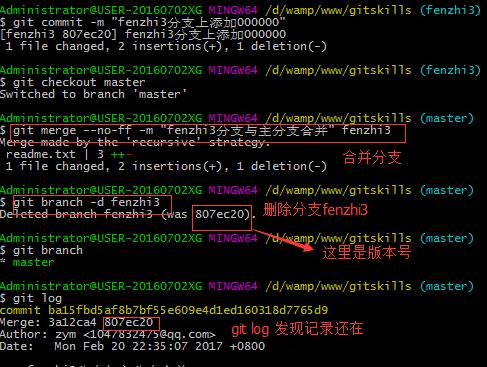 $ git commit -m "fenzhi3分支上添加000000"
[fenzhi3 807ec20] fenzhi3分支上添加000000
1 file changed, 2 insertions(+), 1 deletion(-)
Administrator@USER-20160702XG MINGW64 /d/wamp/www/gitskills (fenzhi3)
$ git checkout master
Switched to branch 'master'
Administrator@USER-20160702XG MINGW64 /d/wamp/www/gitskills (master)
$ git merge --no-ff -m "fenzhi3分支与主分支合并" fenzhi3
Merge made by the 'recursive' strategy.
readme.txt | 3 ++-
1 file changed, 2 insertions(+), 1 deletion(-)
合并分支
Administrator@USER-20160702XG MINGW64 /d/wamp/www/gitskills (master)
$ git branch -d fenzhi3
删除分支fenzhi3
Deleted branch fenzhi3 (was 807ec20).
Administrator@USER-20160702XG MINGW64 /d/wamp/www/gitskills (master)
这里是版本号
$ git branch
* master
Administrator@USER-20160702XG MINGW64 /d/wamp/www/gitskills (master)
$ git log
commit ba15fbd5af8b7bf55e609e4d1ed160318d7765d9
Merge: 3a12ca4 807ec20
git log 发现记录还在
Author: zym <1047832475@qq.com>
Date: Mon Feb 20 22:35:07 2017 +0800